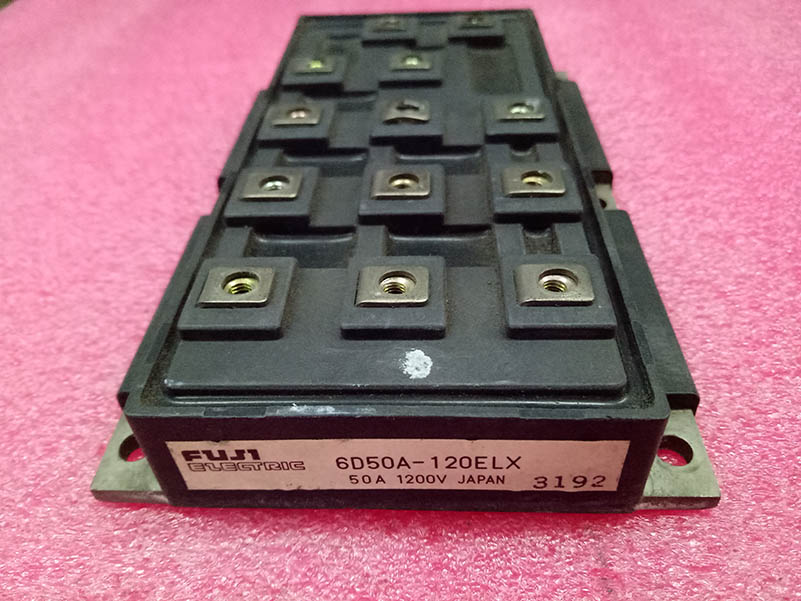 FUJI ELECTRIC
6D50A-120ELX
50A 1200V JAPAN 3192